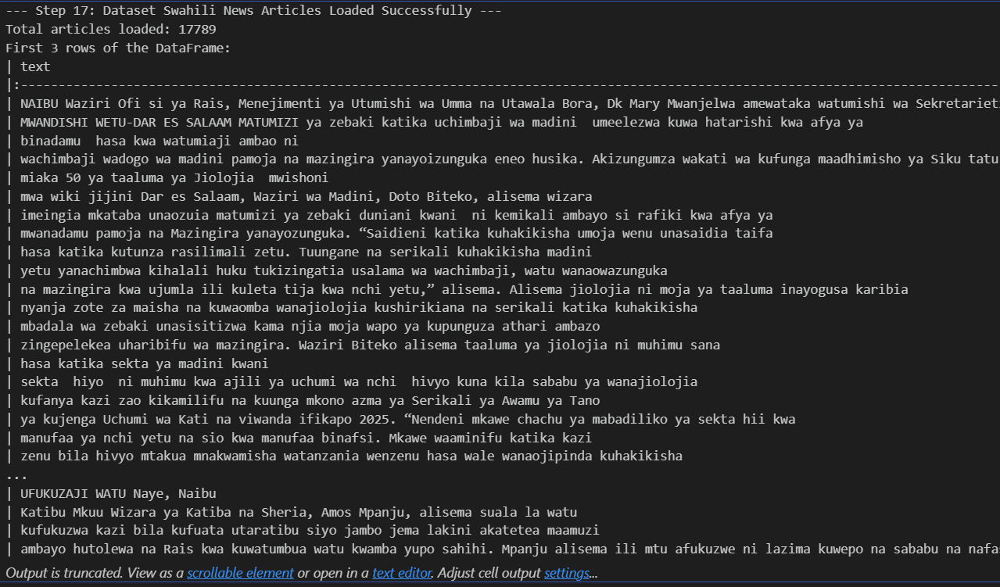 --- Step 17: Dataset Swahili News Articles Loaded Successfully ---
Total articles loaded: 17789
First 3 rows of the DataFrame:
| text
|:----------------------------------------------------------------------------------------------------------------------------------
| NAIBU Waziri Ofi si ya Rais, Menejimenti ya Utumishi wa Umma na Utawala Bora, Dk Mary Mwanjelwa amewataka watumishi wa Sekretarieti
| MWANDISHI WETU-DAR ES SALAAM MATUMIZI ya zebaki katika uchimbaji wa madini  umeelezwa kuwa hatarishi kwa afya ya
| binadamu  hasa kwa watumiaji ambao ni
| wachimbaji wadogo wa madini pamoja na mazingira yanayoizunguka eneo husika. Akizungumza wakati wa kufunga maadhimisho ya Siku tatu
| miaka 50 ya taaluma ya Jiolojia  mwishoni
| mwa wiki jijini Dar es Salaam, Waziri wa Madini, Doto Biteko, alisema wizara
| imeingia mkataba unaozuia matumizi ya zebaki duniani kwani  ni kemikali ambayo si rafiki kwa afya ya
| mwanadamu pamoja na Mazingira yanayozunguka. “Saidieni katika kuhakikisha umoja wenu unasaidia taifa
| hasa katika kutunza rasilimali zetu. Tuungane na serikali kuhakikisha madini
| yetu yanachimbwa kihalali huku tukizingatia usalama wa wachimbaji, watu wanaowazunguka
| na mazingira kwa ujumla ili kuleta tija kwa nchi yetu,” alisema. Alisema jiolojia ni moja ya taaluma inayogusa karibia
| nyanja zote za maisha na kuwaomba wanajiolojia kushirikiana na serikali katika kuhakikisha
| mbadala wa zebaki unasisitizwa kama njia moja wapo ya kupunguza athari ambazo
| zingepelekea uharibifu wa mazingira. Waziri Biteko alisema taaluma ya jiolojia ni muhimu sana
| hasa katika sekta ya madini kwani
| sekta  hiyo  ni muhimu kwa ajili ya uchumi wa nchi  hivyo kuna kila sababu ya wanajiolojia
| kufanya kazi zao kikamilifu na kuunga mkono azma ya Serikali ya Awamu ya Tano
| ya kujenga Uchumi wa Kati na viwanda ifikapo 2025. “Nendeni mkawe chachu ya mabadiliko ya sekta hii kwa
| manufaa ya nchi yetu na sio kwa manufaa binafsi. Mkawe waaminifu katika kazi
| zenu bila hivyo mtakua mnakwamisha watanzania wenzenu hasa wale wanaojipinda kuhakikisha
...
| UFUKUZAJI WATU Naye, Naibu
| Katibu Mkuu Wizara ya Katiba na Sheria, Amos Mpanju, alisema suala la watu
| kufukuzwa kazi bila kufuata utaratibu siyo jambo jema lakini akatetea maamuzi
| ambayo hutolewa na Rais kwa kuwatumbua watu kwamba yupo sahihi. Mpanju alisema ili mtu afukuzwe ni lazima kuwepo na sababu na
Output is truncated. View as a scrollable element or open in a text editor. Adjust cell output settings...